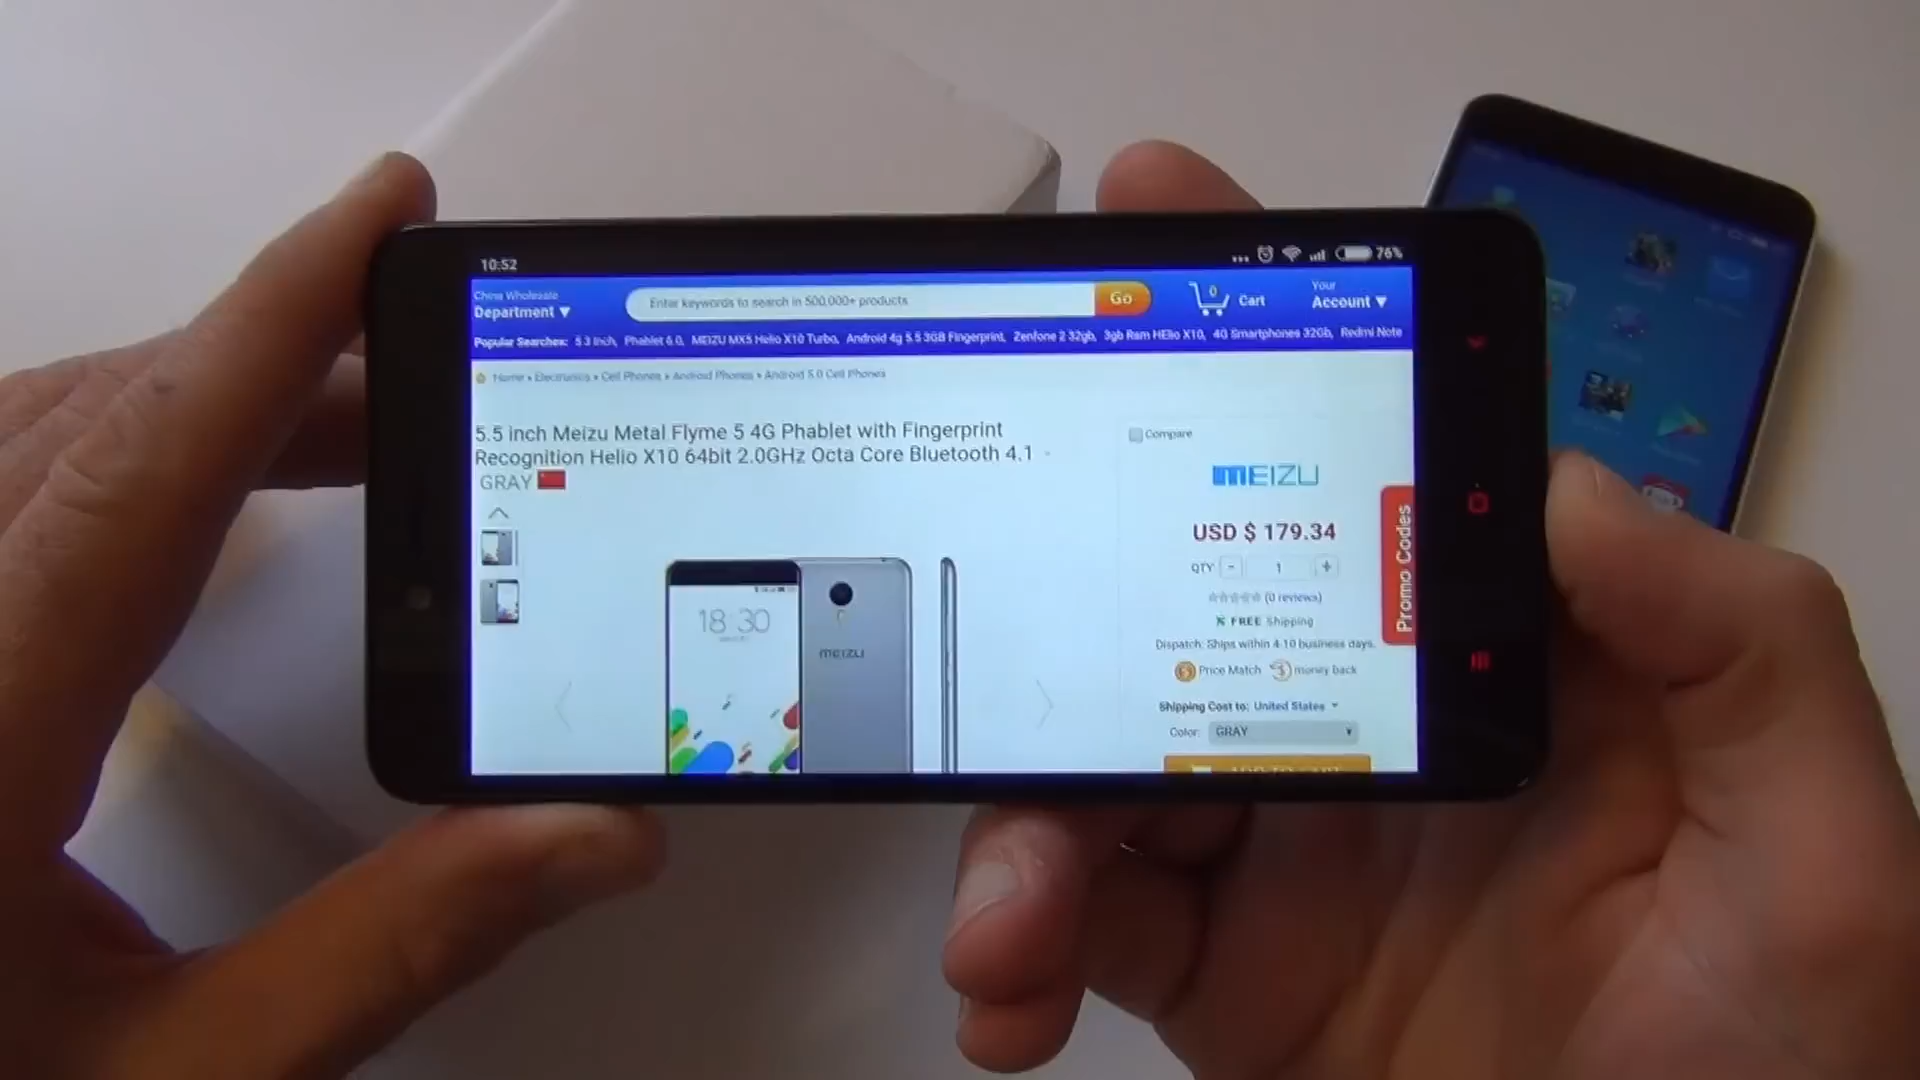 10:52
76%
China Wholesale
Department ▼
Enter keywords to search in 500,000+ products
Go
0
Cart
Your
Account ▼
Popular Searches: 5.3 inch, Phablet 6.0, MEIZU MX5 Helio X10 Turbo, Android 4g 5.5 3GB Fingerprint, Zenfone 2 32gb, 3gb Ram HElio X10, 4G Smartphones 32Gb, Redmi Note
Home » Electronics » Cell Phones » Android Phones » Android 5.0 Cell Phones
5.5 inch Meizu Metal Flyme 5 4G Phablet with Fingerprint
Recognition Helio X10 64bit 2.0GHz Octa Core Bluetooth 4.1 -
GRAY
Compare
MEIZU
USD $ 179.34
QTY: - 1 +
(0 reviews)
FREE Shipping
Dispatch: Ships within 4-10 business days.
Price Match
money back
Shipping Cost to: United States
Color: GRAY
ADD TO CART
Promo Codes
18:30
MEIZU